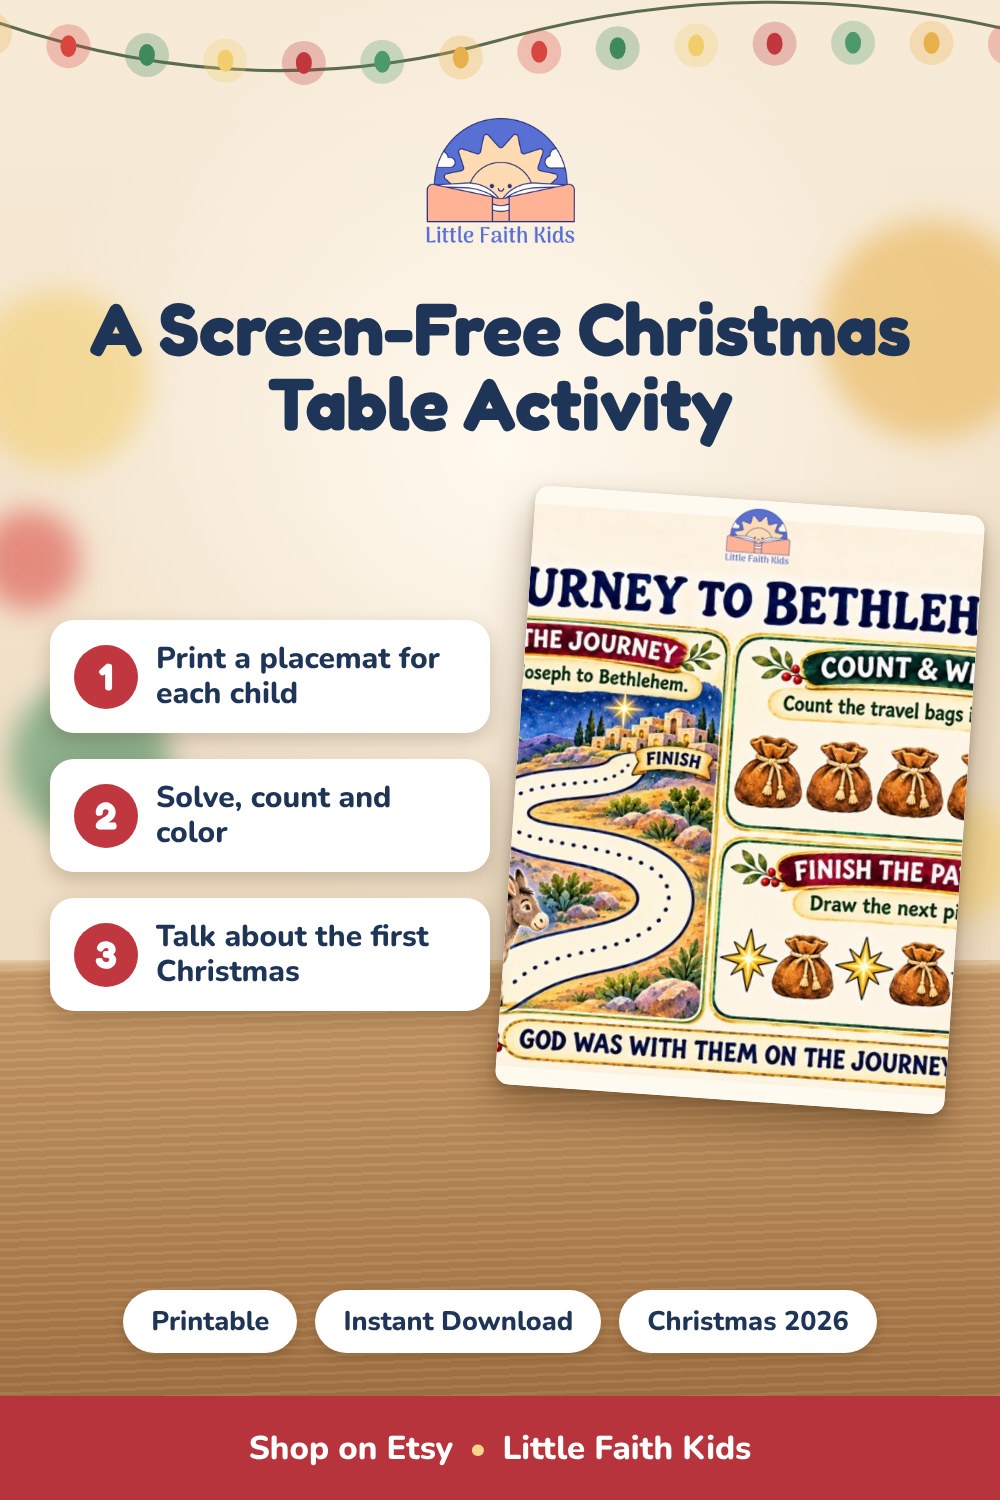 Little Faith Kids
A Screen-Free Christmas
Table Activity
1
Print a placemat for
each child
2
Solve, count and
color
3
Talk about the first
Christmas
Little Faith Kids
URNEY TO BETHLEH
THE JOURNEY
oseph to Bethlehem.
FINISH
COUNT & WR
Count the travel bags i
FINISH THE PA
Draw the next pi
GOD WAS WITH THEM ON THE JOURNEY
Printable
Instant Download
Christmas 2026
Shop on Etsy • Little Faith Kids